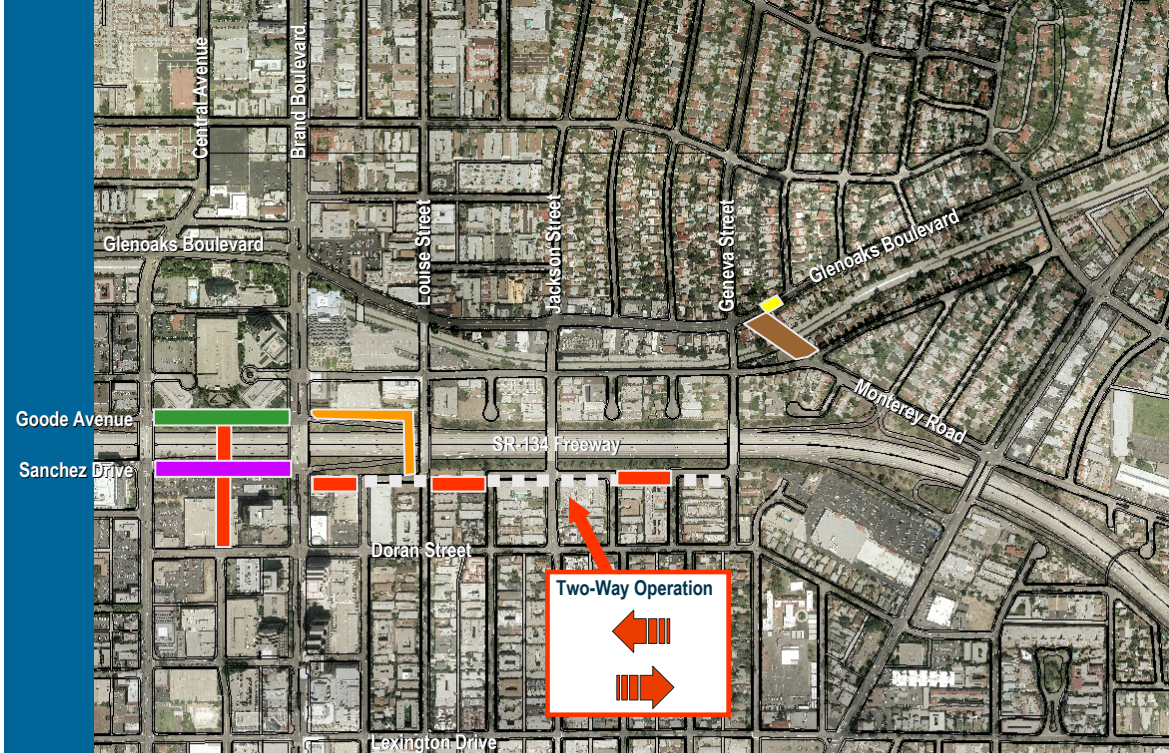 Central Avenue
Brand Boulevard
Louise Street
Jackson Street
Geneva Street
Glenoaks Boulevard
Glenoaks Boulevard
Monterey Road
Goode Avenue
SR-134 Freeway
Sanchez Drive
Doran Street
Two-Way Operation
Lexington Drive